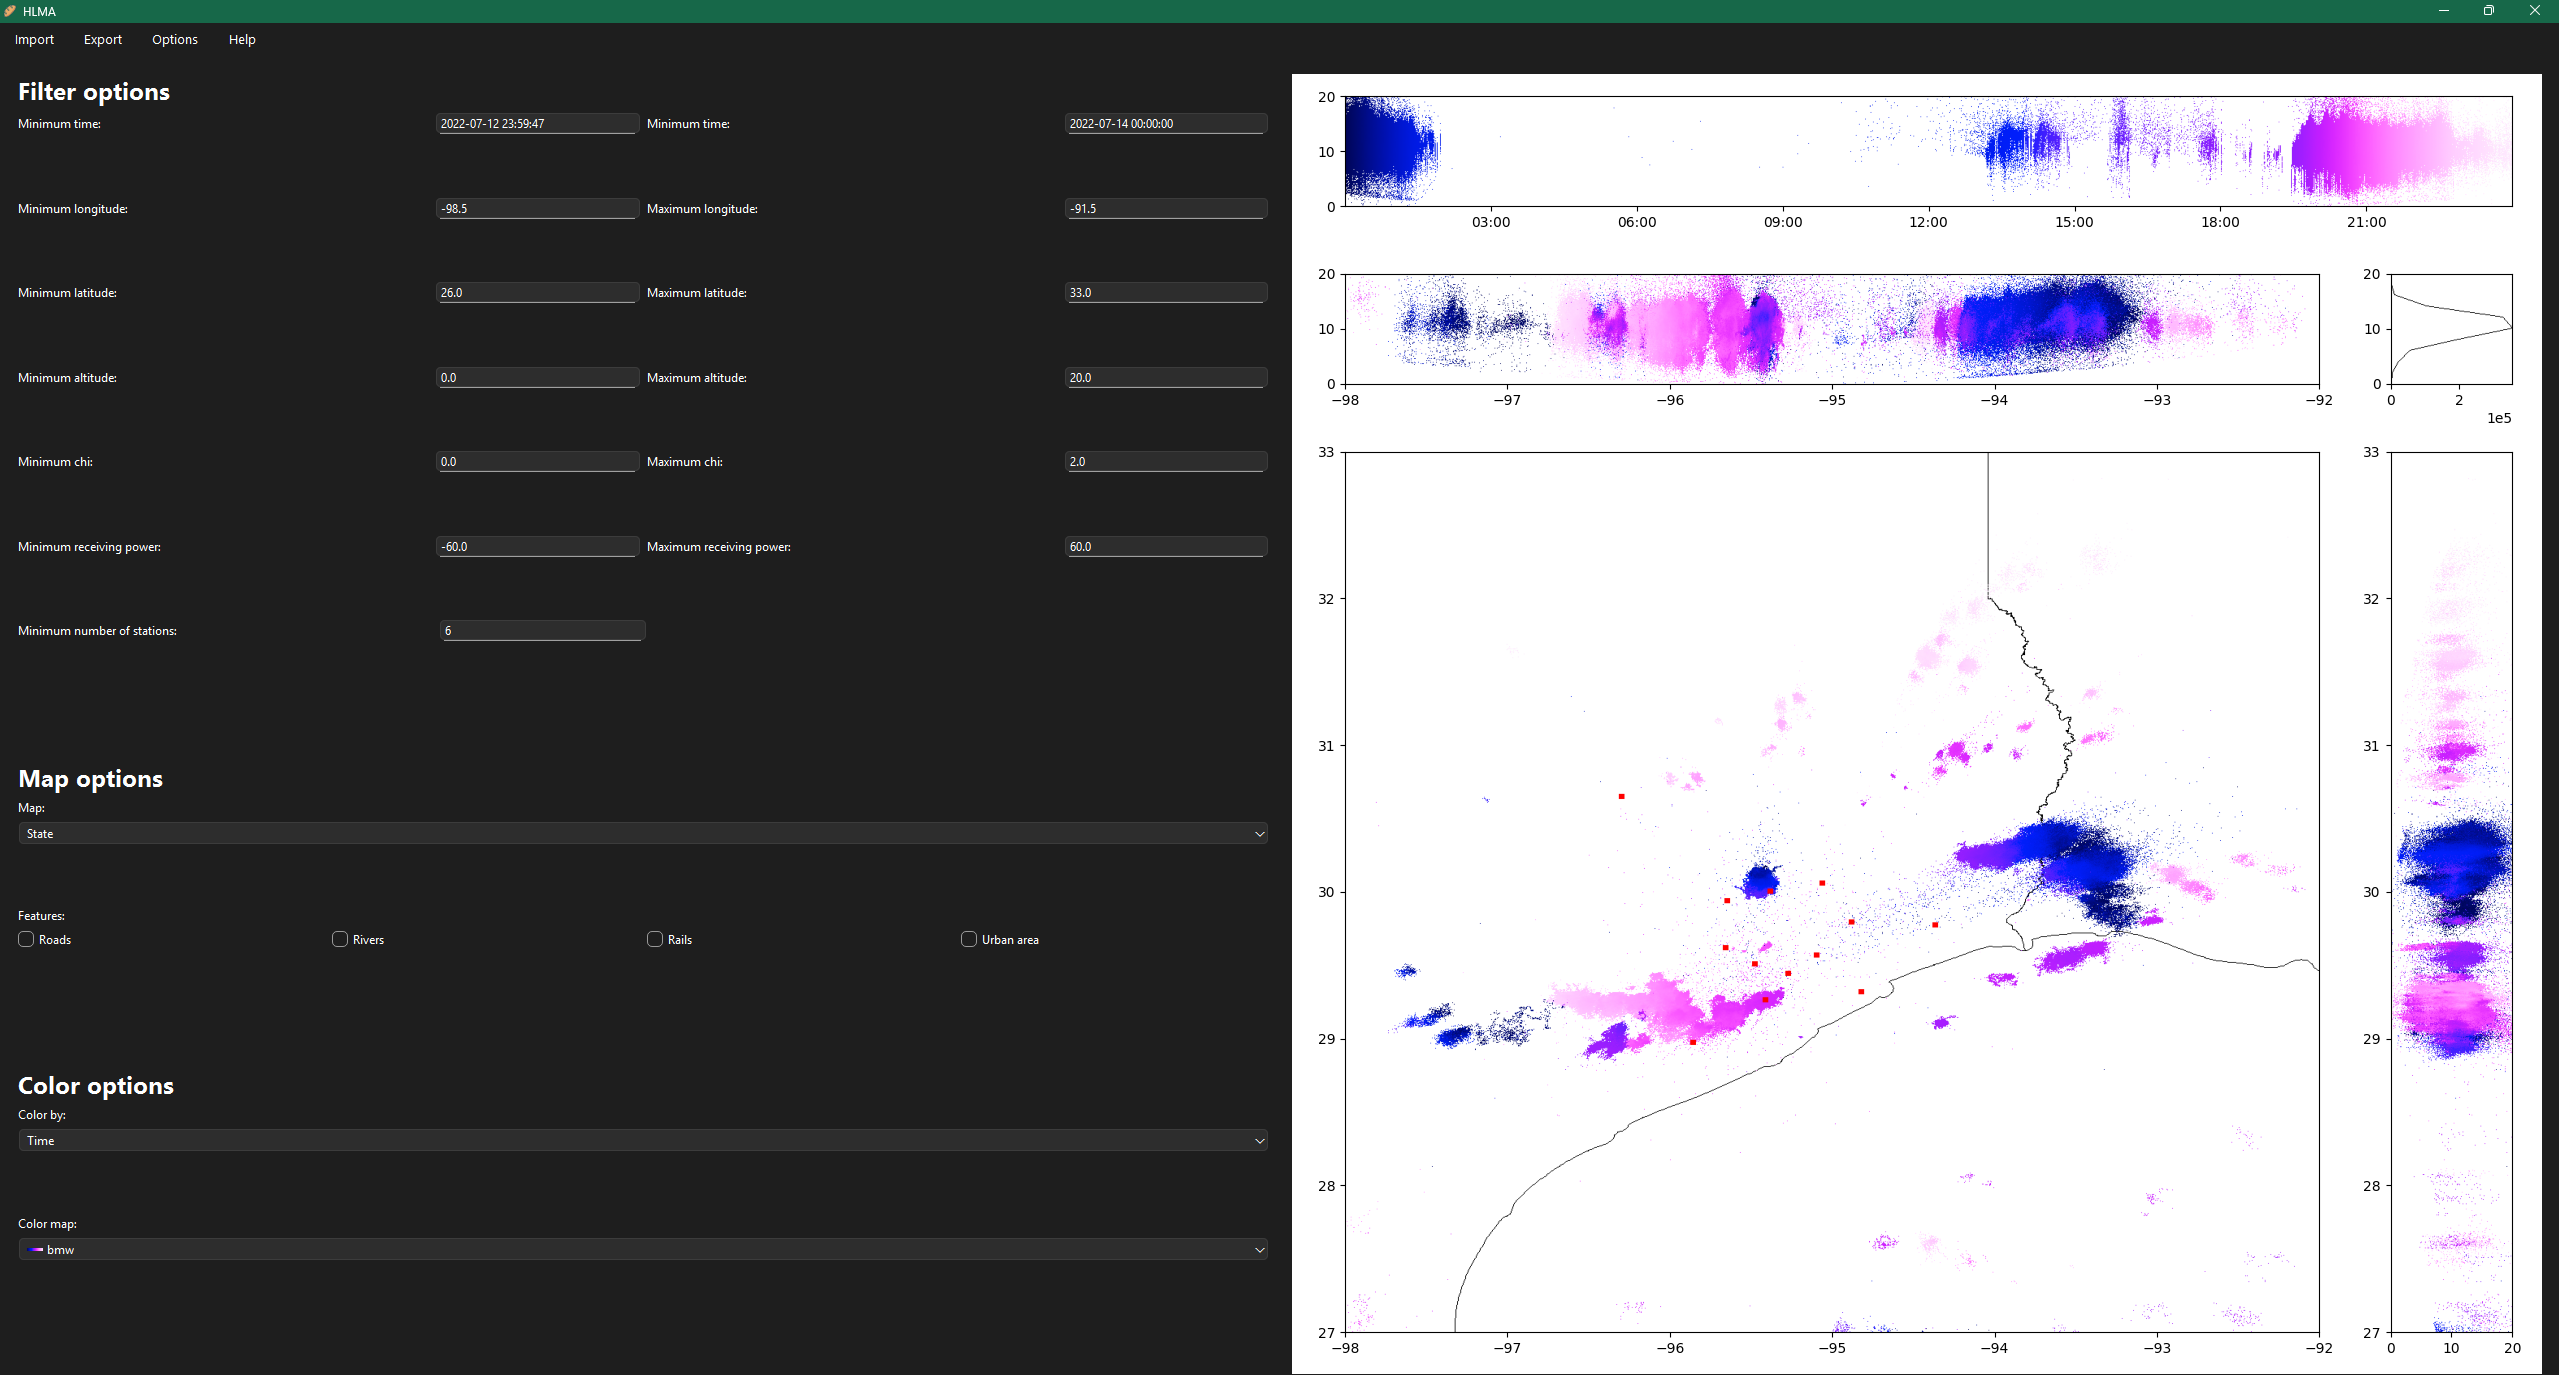 HLMA
Import Export Options Help
Filter options
Minimum time: 2022-07-12 23:59:47 Minimum time: 2022-07-14 00:00:00
Minimum longitude: -98.5 Maximum longitude: -91.5
Minimum latitude: 26.0 Maximum latitude: 33.0
Minimum altitude: 0.0 Maximum altitude: 20.0
Minimum chi: 0.0 Maximum chi: 2.0
Minimum receiving power: -60.0 Maximum receiving power: 60.0
Minimum number of stations: 6
Map options
Map:
State
Features:
Roads Rivers Rails Urban area
Color options
Color by:
Time
Color map:
bmw
20
10
0
03:00 06:00 09:00 12:00 15:00 18:00 21:00
20
10
0
−98 −97 −96 −95 −94 −93 −92
20
10
0
0 2
1e5
33
32
31
30
29
28
27
−98 −97 −96 −95 −94 −93 −92
33
32
31
30
29
28
27
0 10 20